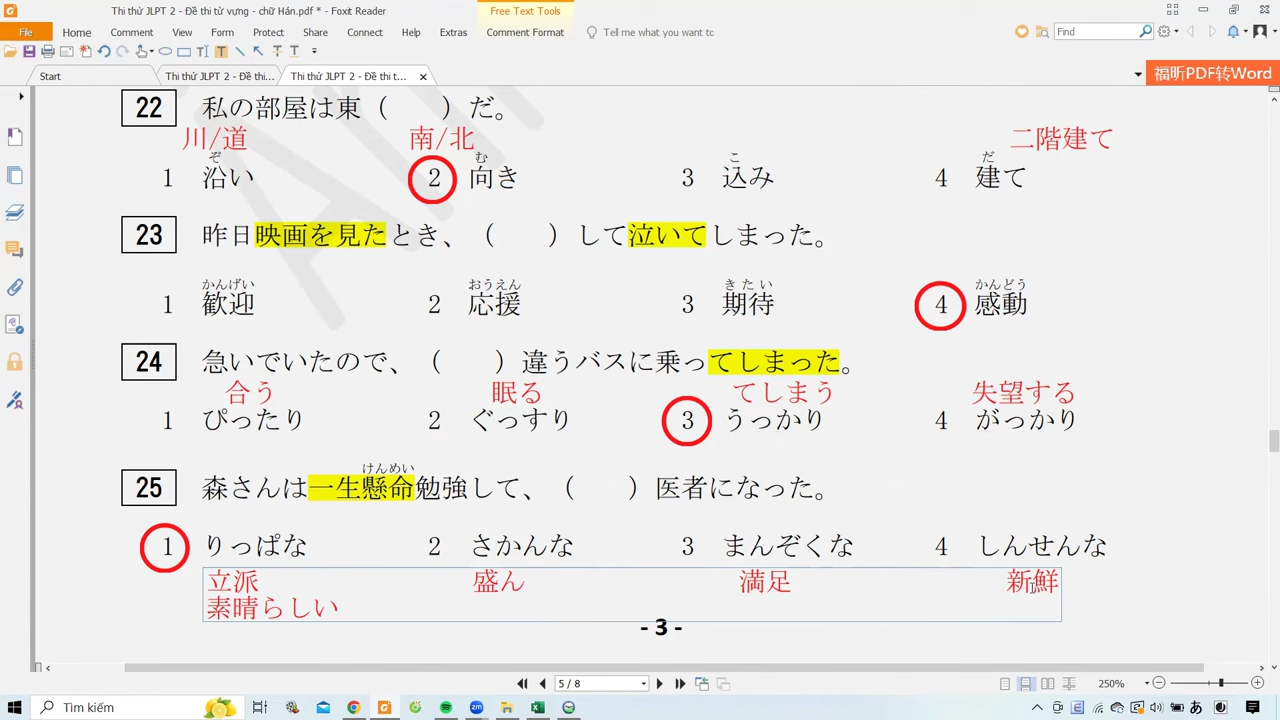 Thi thử JLPT 2 - Đề thi từ vựng - chữ Hán.pdf * - Foxit Reader
Free Text Tools
File Home Comment View Form Protect Share Connect Help Extras Comment Format Tell me what you want tc
Find
Start Thi thử JLPT 2 - Đề thi... Thi thử JLPT 2 - Đề thi t...
福昕PDF转Word
22 私の部屋は東（ ）だ。
川/道 南/北 二階建て
ぞ む こ だ
1 沿い 2 向き 3 込み 4 建て
23 昨日映画を見たとき、（ ）して泣いてしまった。
かんげい おうえん きたい かんどう
1 歓迎 2 応援 3 期待 4 感動
24 急いでいたので、（ ）違うバスに乗ってしまった。
合う 眠る てしまう 失望する
1 ぴったり 2 ぐっすり 3 うっかり 4 がっかり
けんめい
25 森さんは一生懸命勉強して、（ ）医者になった。
1 りっぱな 2 さかんな 3 まんぞくな 4 しんせんな
立派 盛ん 満足 新鮮
素晴らしい
- 3 -
5 / 8
250%
Tìm kiếm
あ